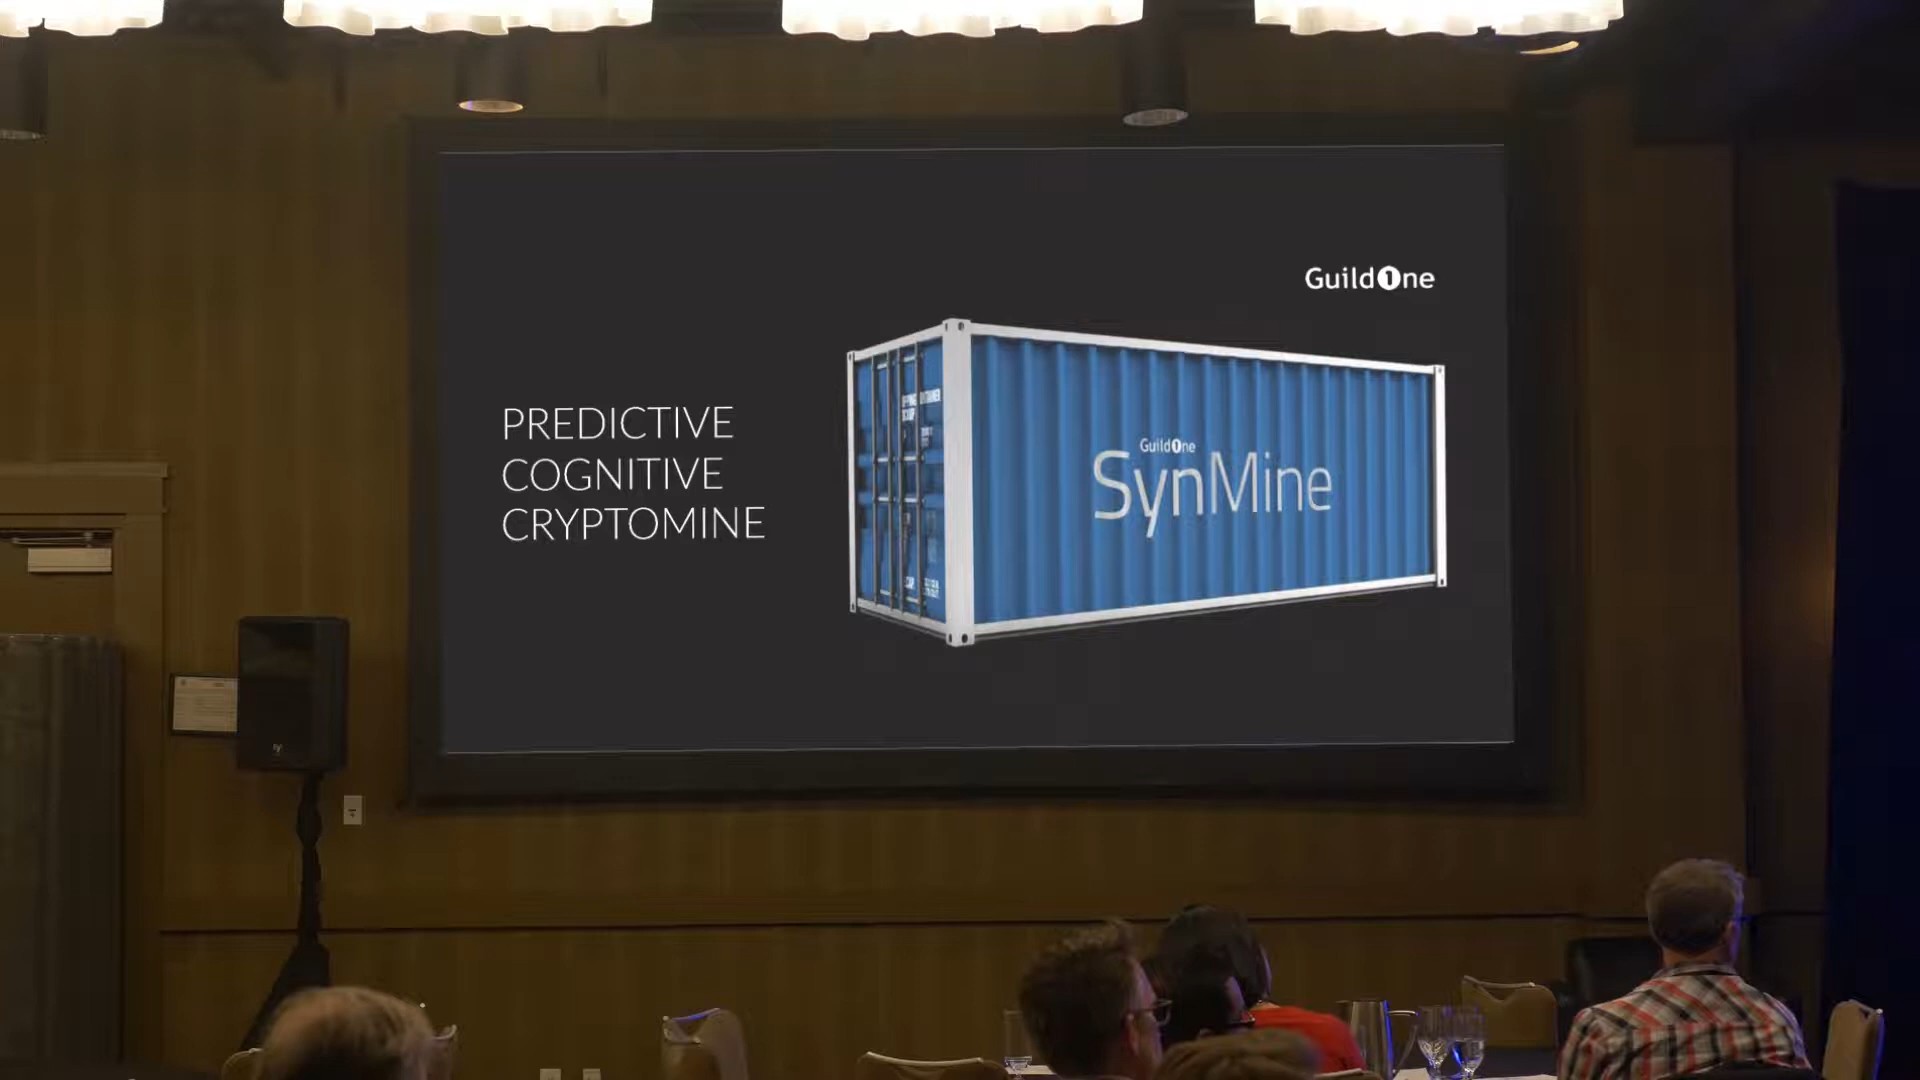 GuildOne
PREDICTIVE
COGNITIVE
CRYPTOMINE
GuildOne
SynMine